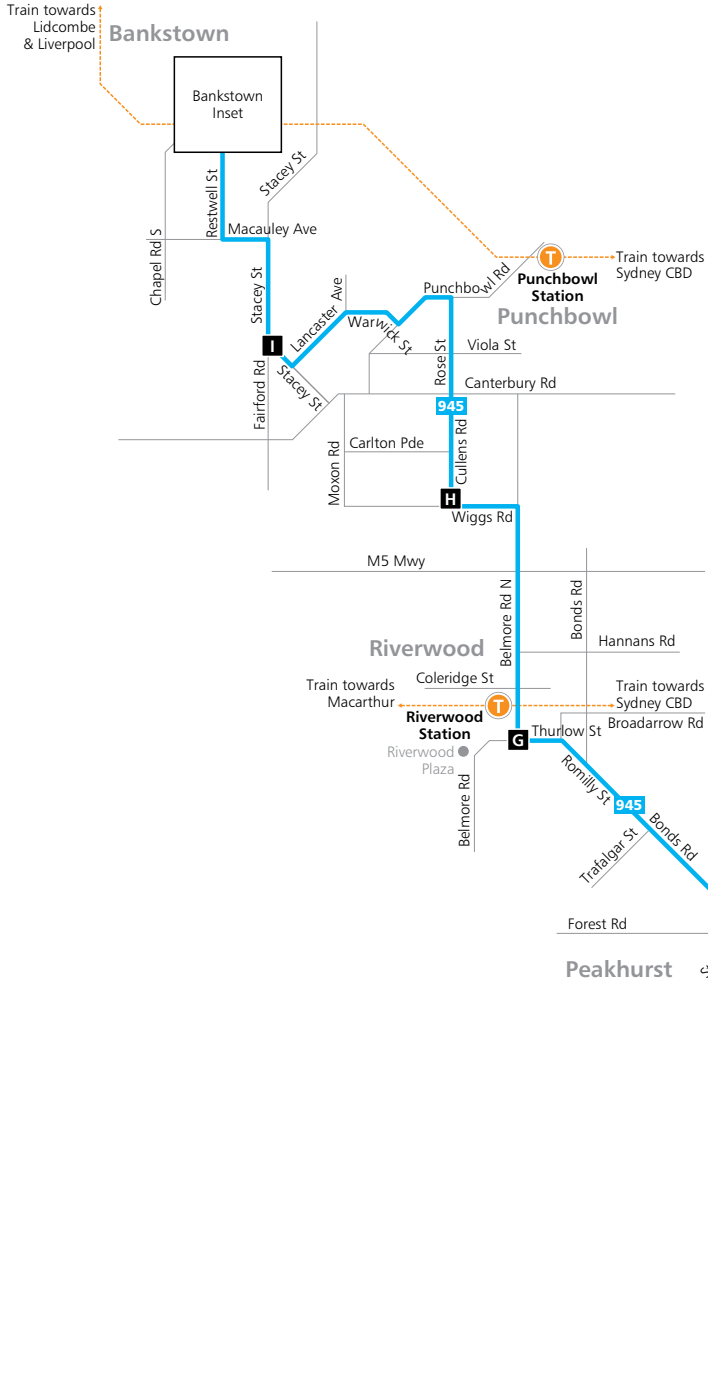 Train towards
Lidcombe
& Liverpool
Bankstown
Bankstown
Inset
Stacey St
Restwell St
Macauley Ave
Chapel Rd S
Stacey St
Train towards
Sydney CBD
T
Punchbowl Rd
Punchbowl
Station
Punchbowl
Lancaster Ave
Warwick St
I
Stacey St
Fairford Rd
Rose St
Viola St
Canterbury Rd
945
Carlton Pde
Cullens Rd
Moxon Rd
H
Wiggs Rd
M5 Mwy
Belmore Rd N
Bonds Rd
Hannans Rd
Riverwood
Coleridge St
Train towards
Macarthur
T
Train towards
Sydney CBD
Riverwood
Station
Broadarrow Rd
G
Thurlow St
Riverwood
Plaza
Belmore Rd
Romilly St
945
Bonds Rd
Trafalgar St
Forest Rd
Peakhurst